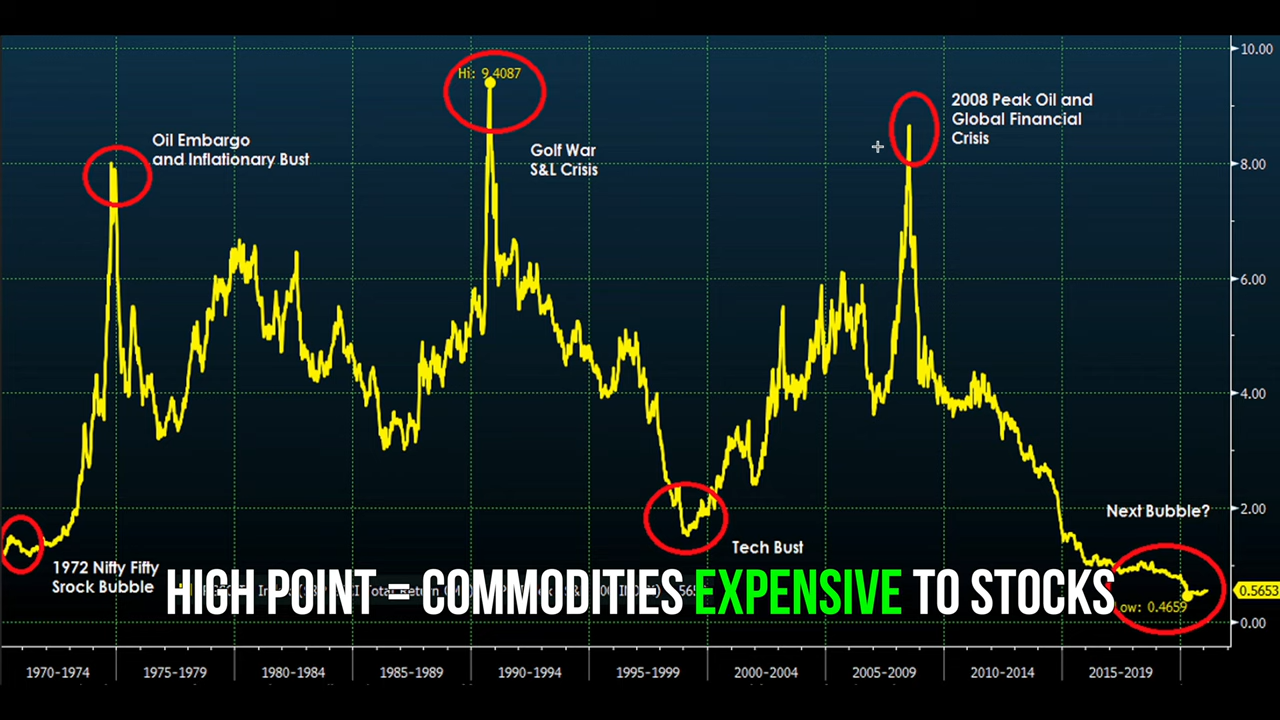 10.00
Hi: 9.4087
2008 Peak Oil and
Global Financial
Crisis
Oil Embargo
and Inflationary Bust
Golf War
S&L Crisis
8.00
6.00
4.00
Next Bubble?
2.00
Tech Bust
1972 Nifty Fifty
Srock Bubble
HIGH POINT = COMMODITIES EXPENSIVE TO STOCKS
0.5653
Low: 0.4659
0.00
1970-1974 1975-1979 1980-1984 1985-1989 1990-1994 1995-1999 2000-2004 2005-2009 2010-2014 2015-2019